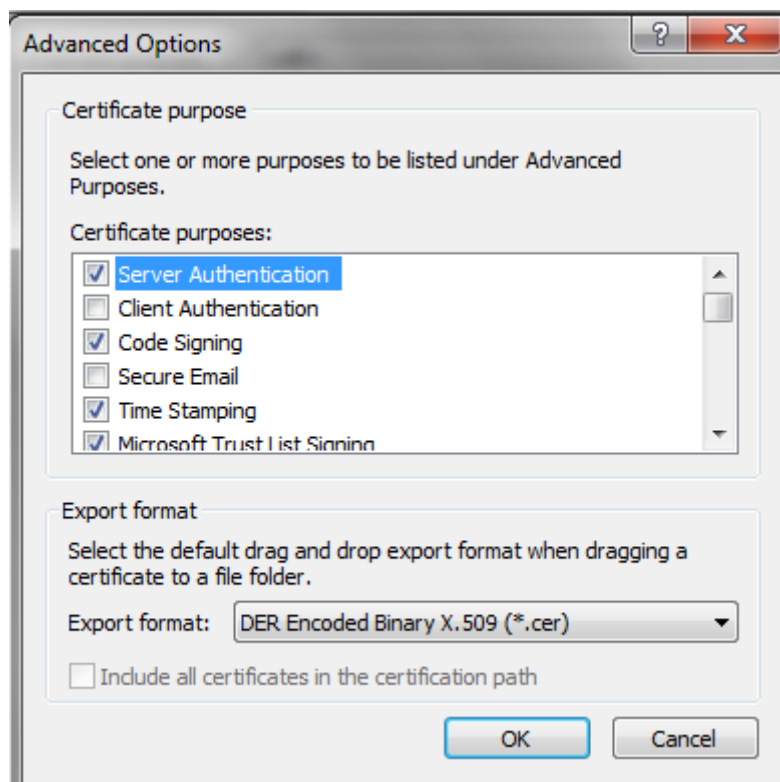 Advanced Options
Certificate purpose
Select one or more purposes to be listed under Advanced
Purposes.
Certificate purposes:
Server Authentication
Client Authentication
Code Signing
Secure Email
Time Stamping
Microsoft Trust List Signing
Export format
Select the default drag and drop export format when dragging a
certificate to a file folder.
Export format: DER Encoded Binary X.509 (*.cer)
Include all certificates in the certification path
OK Cancel